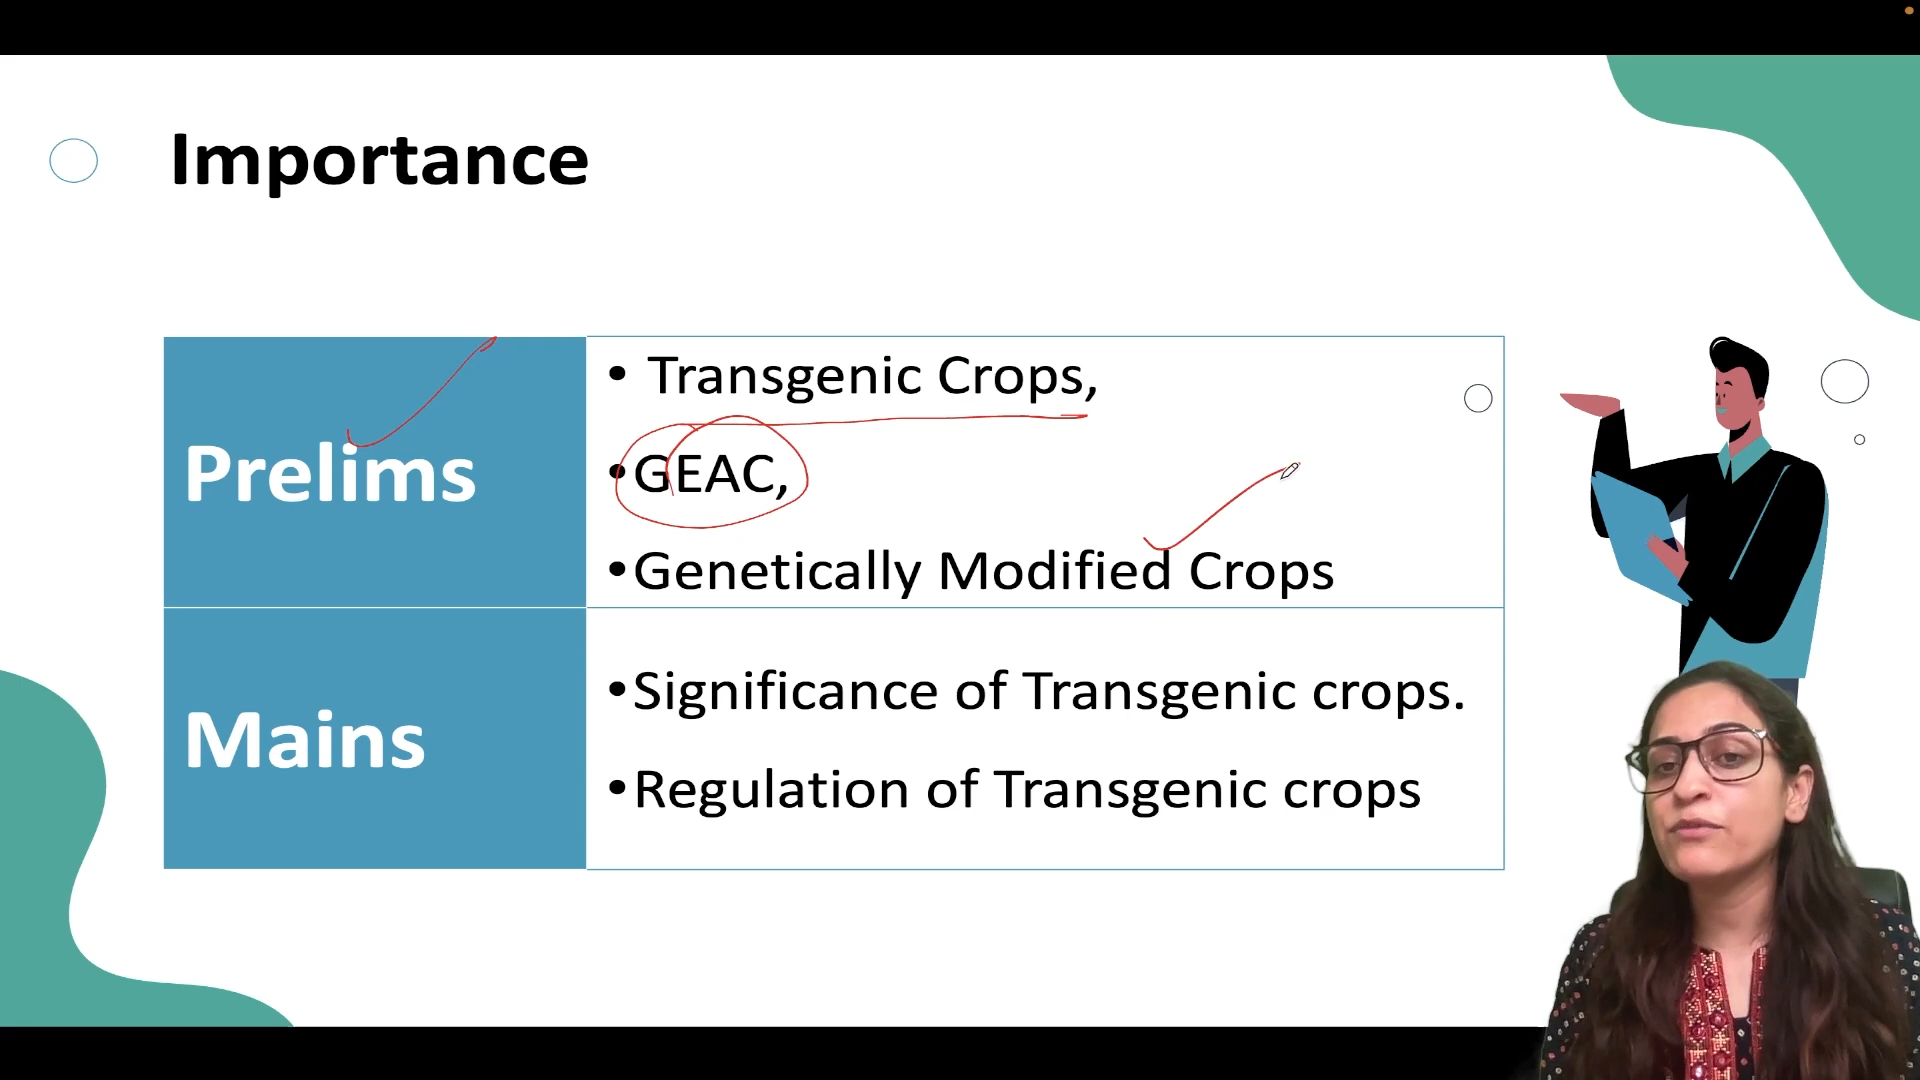 Importance
Prelims
• Transgenic Crops,
•GEAC,
•Genetically Modified Crops
Mains
•Significance of Transgenic crops.
•Regulation of Transgenic crops